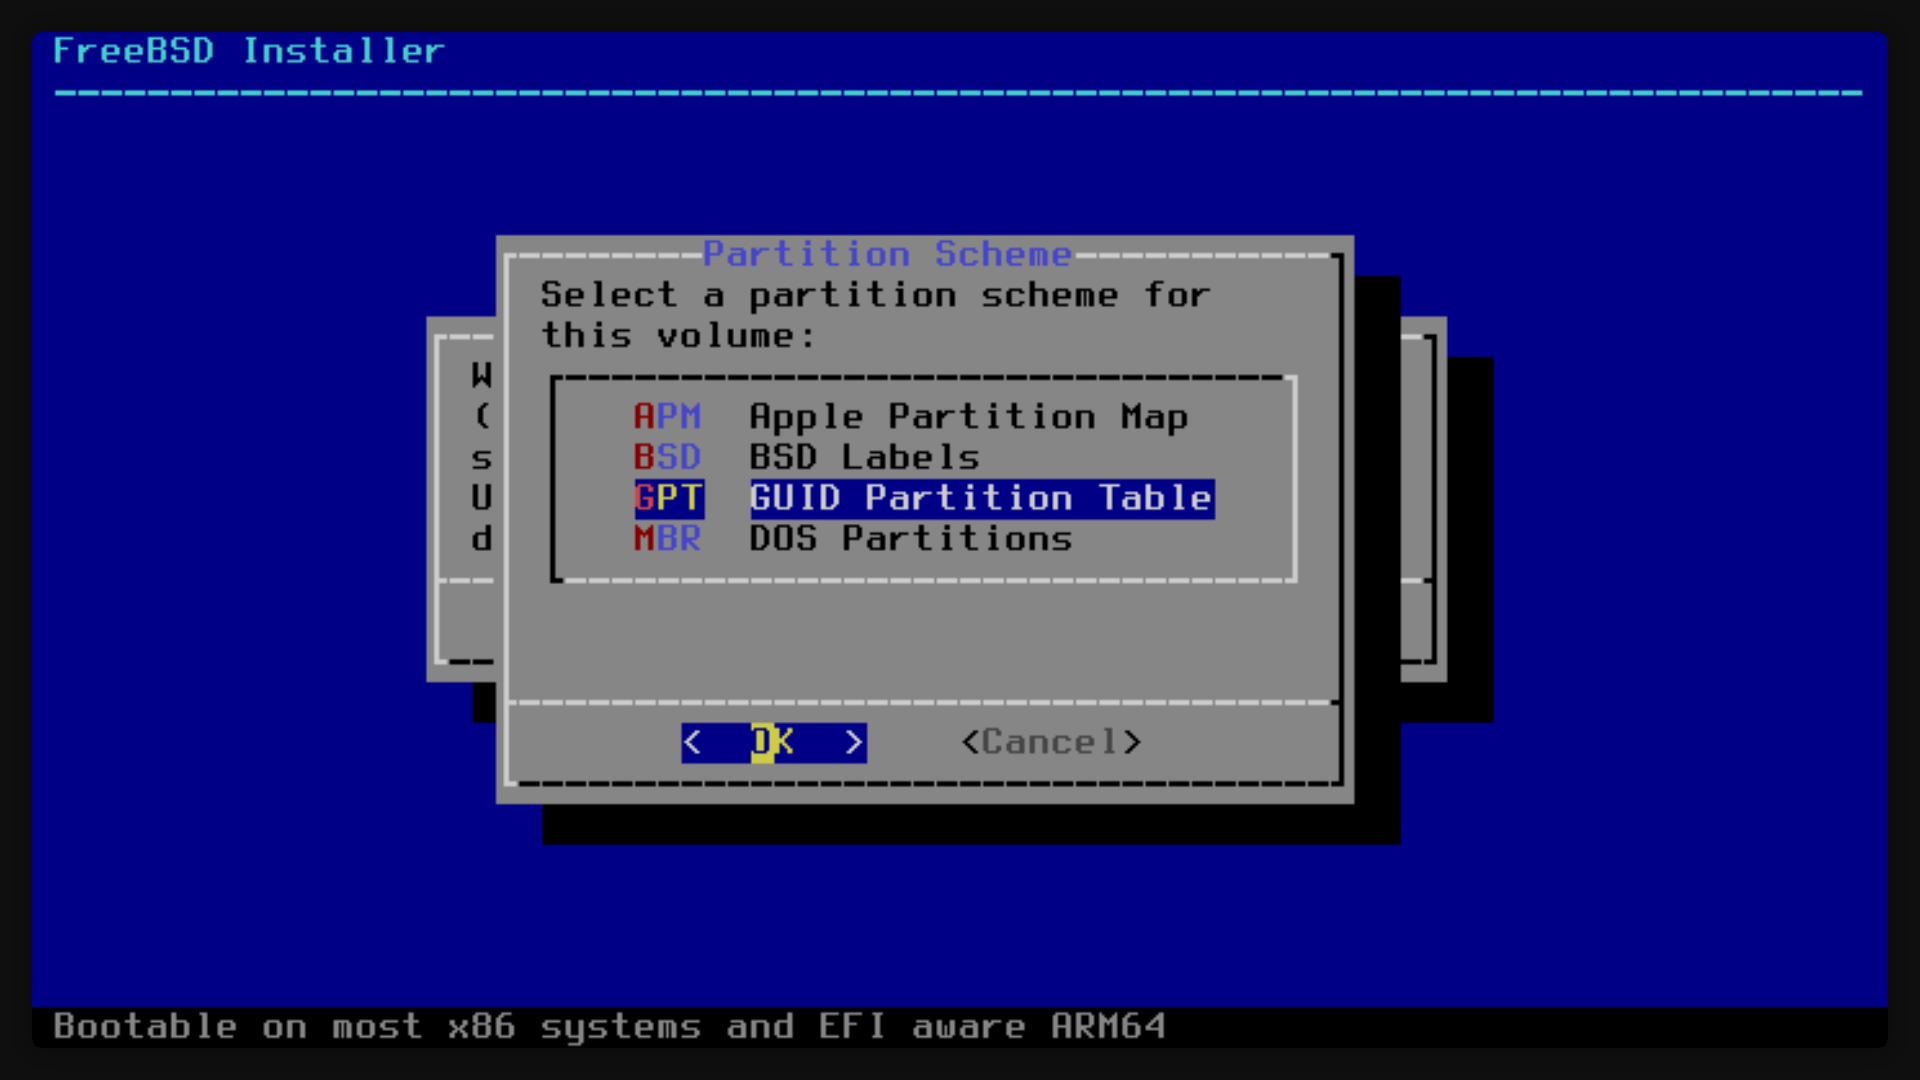 FreeBSD Installer
Partition Scheme
Select a partition scheme for
this volume:
W
(
s
U
d
APM Apple Partition Map
BSD BSD Labels
GPT GUID Partition Table
MBR DOS Partitions
< OK > <Cancel>
Bootable on most x86 systems and EFI aware ARM64